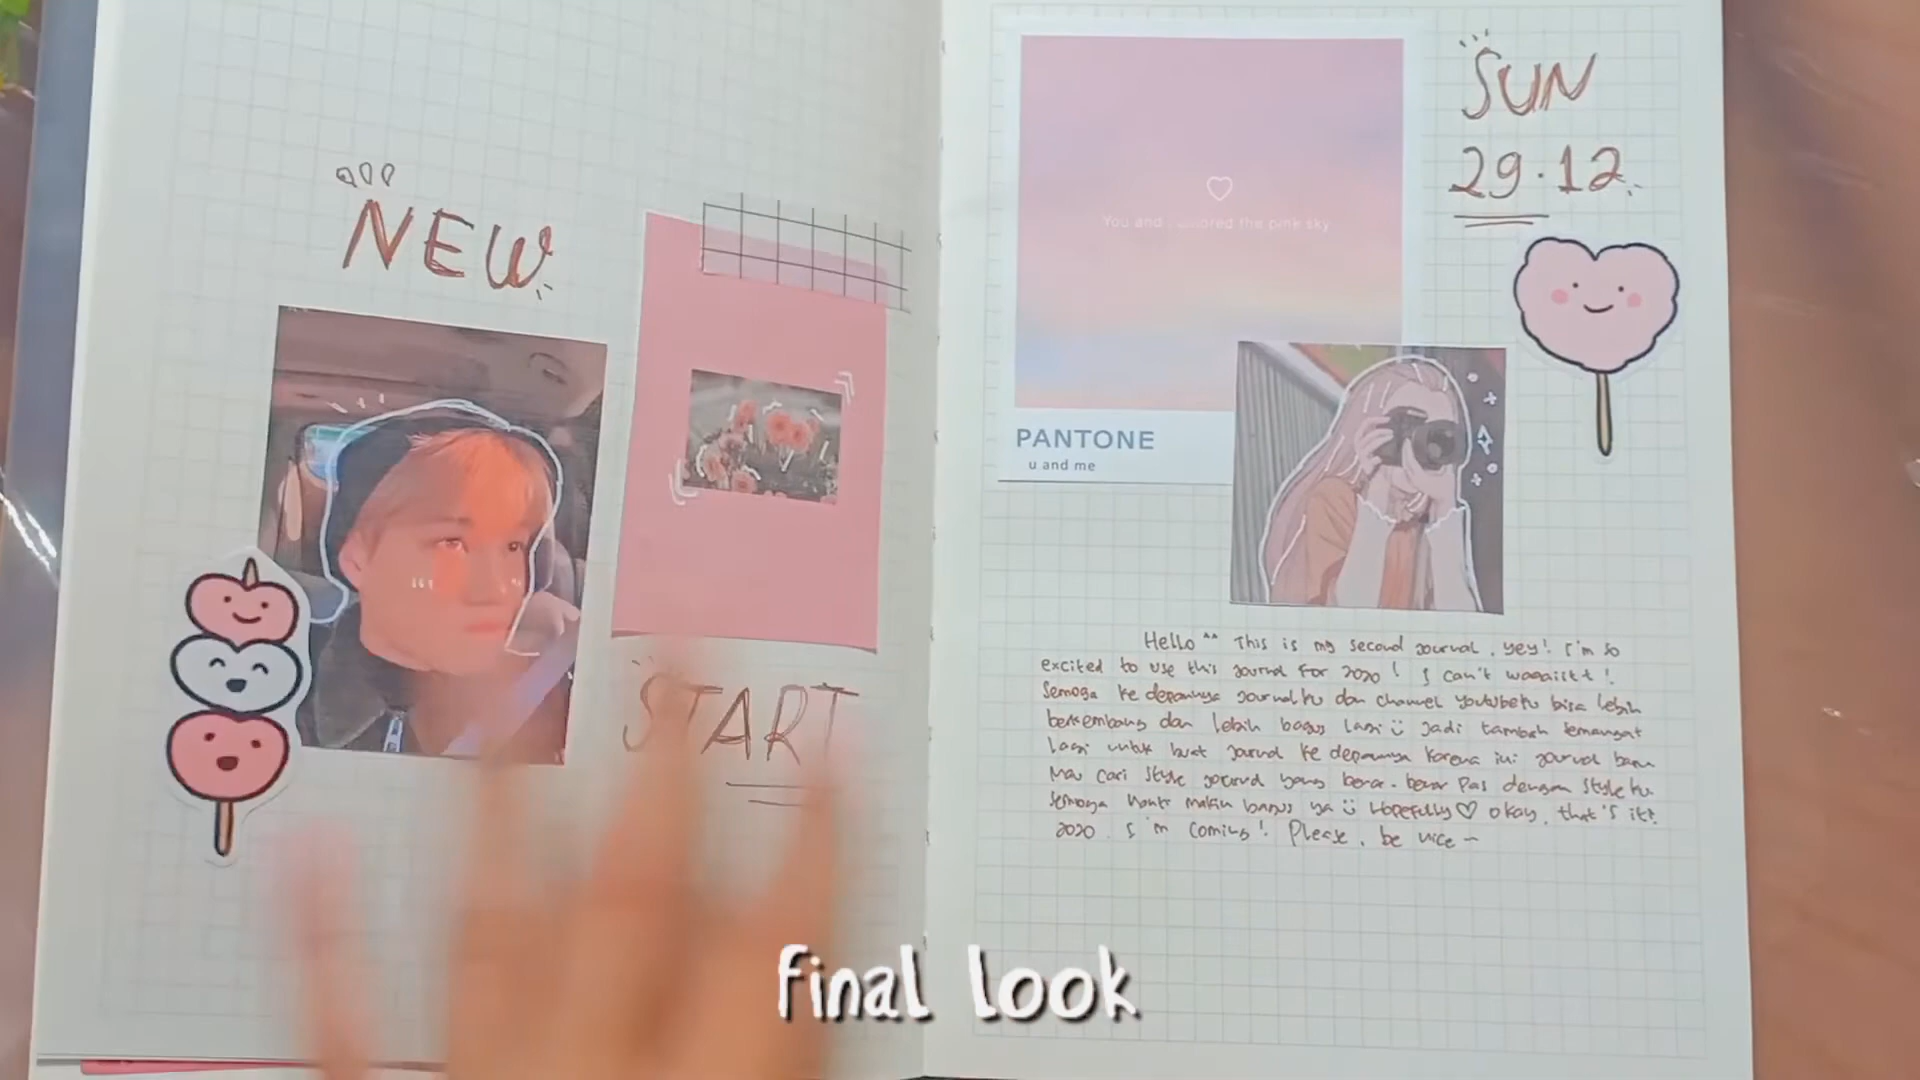 NEW
START
You and I colored the pink sky
PANTONE
u and me
SUN
29.12
Hello ^^ This is my second journal, yey! I'm so
excited to use this journal for 2020! I can't waaaiitt!
Semoga ke depannya journalku dan channel youtubeku bisa lebih
berkembang dan lebih bagus lagi ü Jadi tambah semangat
lagi untuk buat journal ke depannya karena ini journal baru
Mau cari style journal yang benar-benar pas dengan styleku
Semoga nanti makin bagus ya ü Hopefully♡ okay, that's it!
2020 I'm coming! Please, be nice~
final look